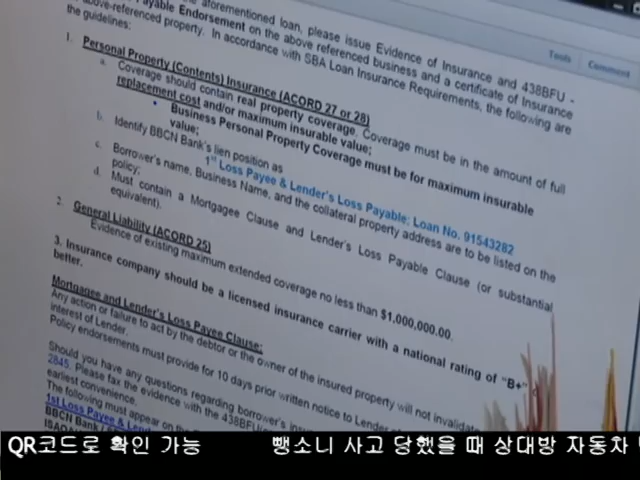 the aforementioned loan, please issue Evidence of Insurance and 438BFU -
Payable Endorsement on the above referenced business and a certificate of Insurance
above-referenced property. In accordance with SBA Loan Insurance Requirements, the following are
the guidelines:
Tools Comment
1. Personal Property (Contents) Insurance (ACORD 27 or 28)
a. Coverage should contain real property coverage. Coverage must be in the amount of full
replacement cost and/or maximum insurable value;
• Business Personal Property Coverage must be for maximum insurable
value;
b. Identify BBCN Bank's lien position as
1st Loss Payee & Lender's Loss Payable; Loan No. 91543282
c. Borrower's name, Business Name, and the collateral property address are to be listed on the
policy;
d. Must contain a Mortgagee Clause and Lender's Loss Payable Clause (or substantial
equivalent).
2. General Liability (ACORD 25)
Evidence of existing maximum extended coverage no less than $1,000,000.00.
3. Insurance company should be a licensed insurance carrier with a national rating of "B+"
better.
Mortgagee and Lender's Loss Payee Clause:
Any action or failure to act by the debtor or the owner of the insured property will not invalidate
interest of Lender.
Policy endorsements must provide for 10 days prior written notice to Lender of
Should you have any questions regarding borrower's
2845. Please fax the evidence with the 438BFU
earliest convenience.
The following must appear on the
1st Loss Payee &
BBCN Bank
QR코드로 확인 가능 뺑소니 사고 당했을 때 상대방 자동차